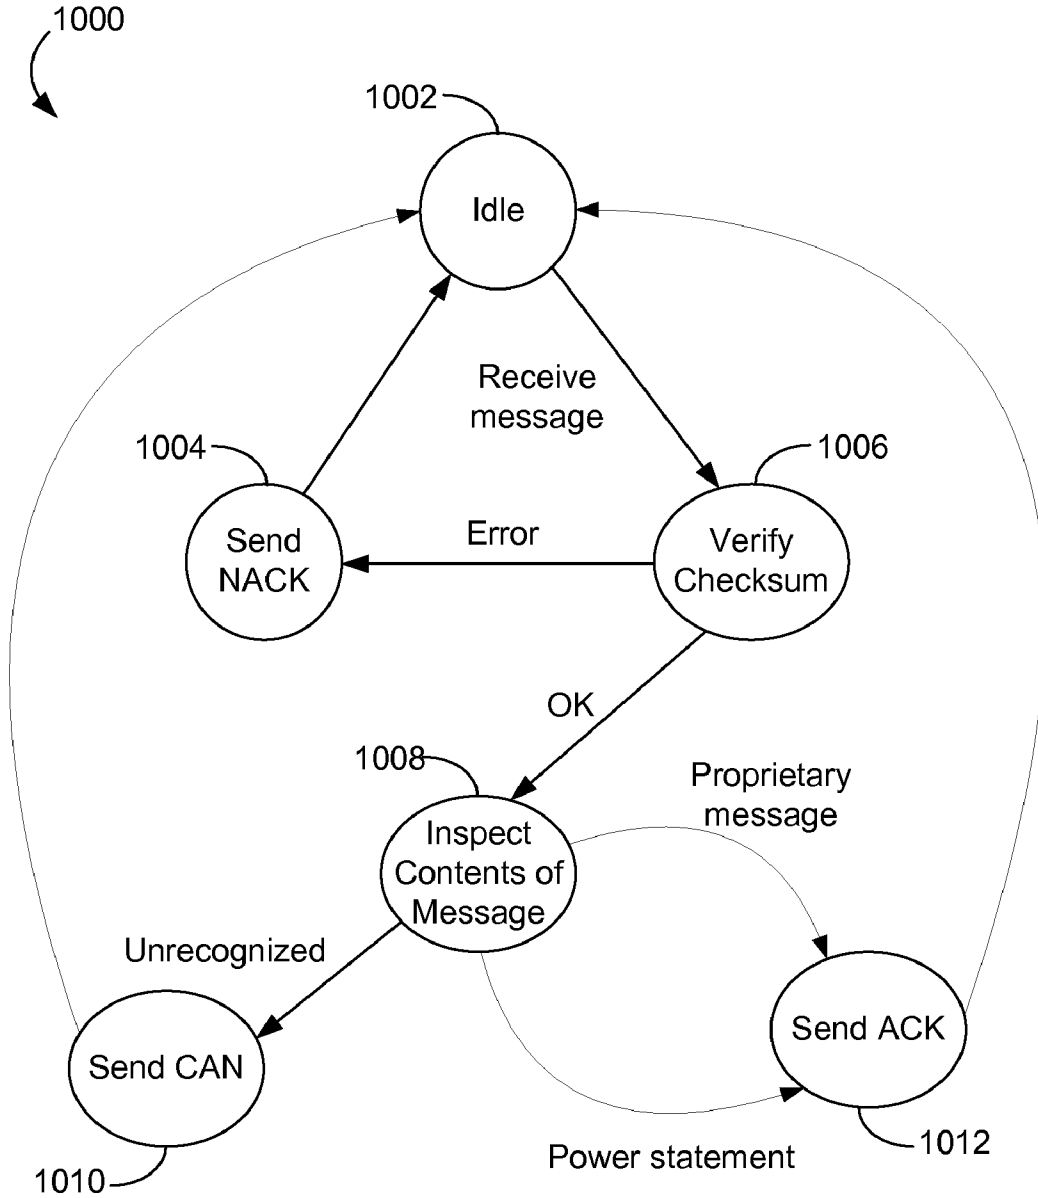 1000
1002
Idle
Receive
message
1004
1006
Send
NACK
Error
Verify
Checksum
OK
1008
Proprietary
message
Inspect
Contents of
Message
Unrecognized
Send CAN
Send ACK
1010
Power statement
1012